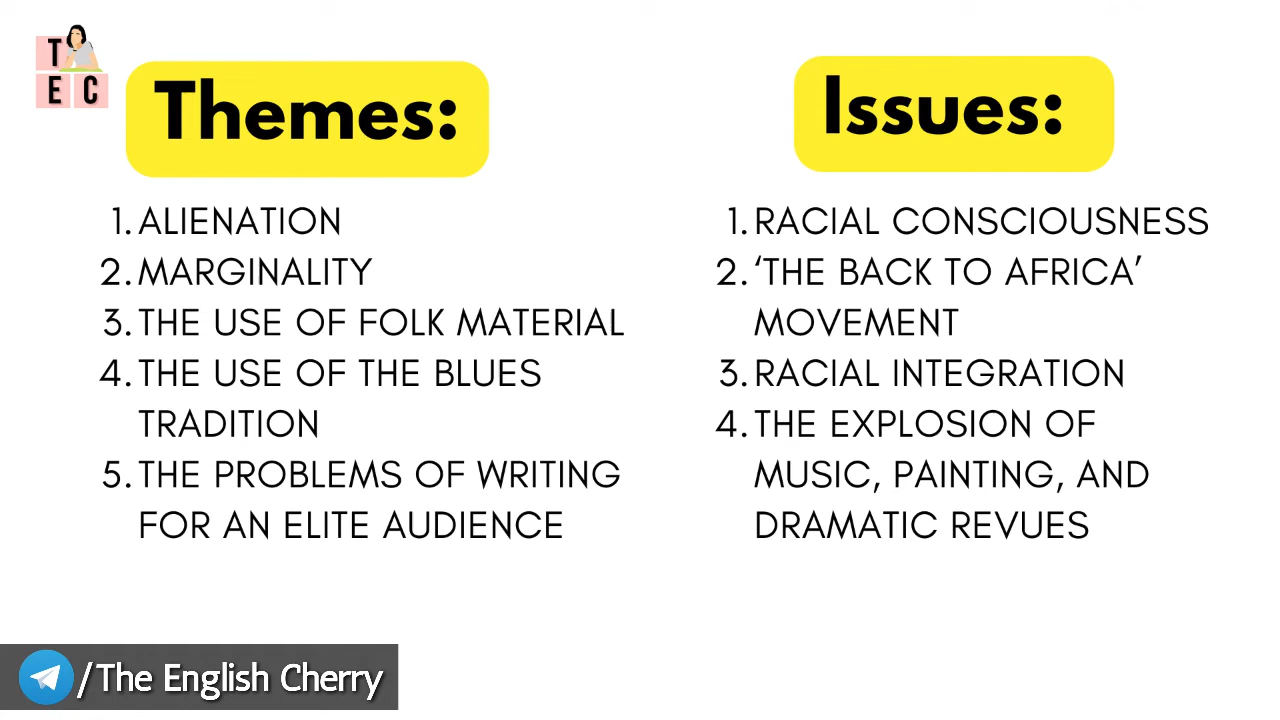 T
E C
Themes:
1. ALIENATION
2. MARGINALITY
3. THE USE OF FOLK MATERIAL
4. THE USE OF THE BLUES
TRADITION
5. THE PROBLEMS OF WRITING
FOR AN ELITE AUDIENCE
Issues:
1. RACIAL CONSCIOUSNESS
2. ‘THE BACK TO AFRICA’
MOVEMENT
3. RACIAL INTEGRATION
4. THE EXPLOSION OF
MUSIC, PAINTING, AND
DRAMATIC REVUES
/The English Cherry